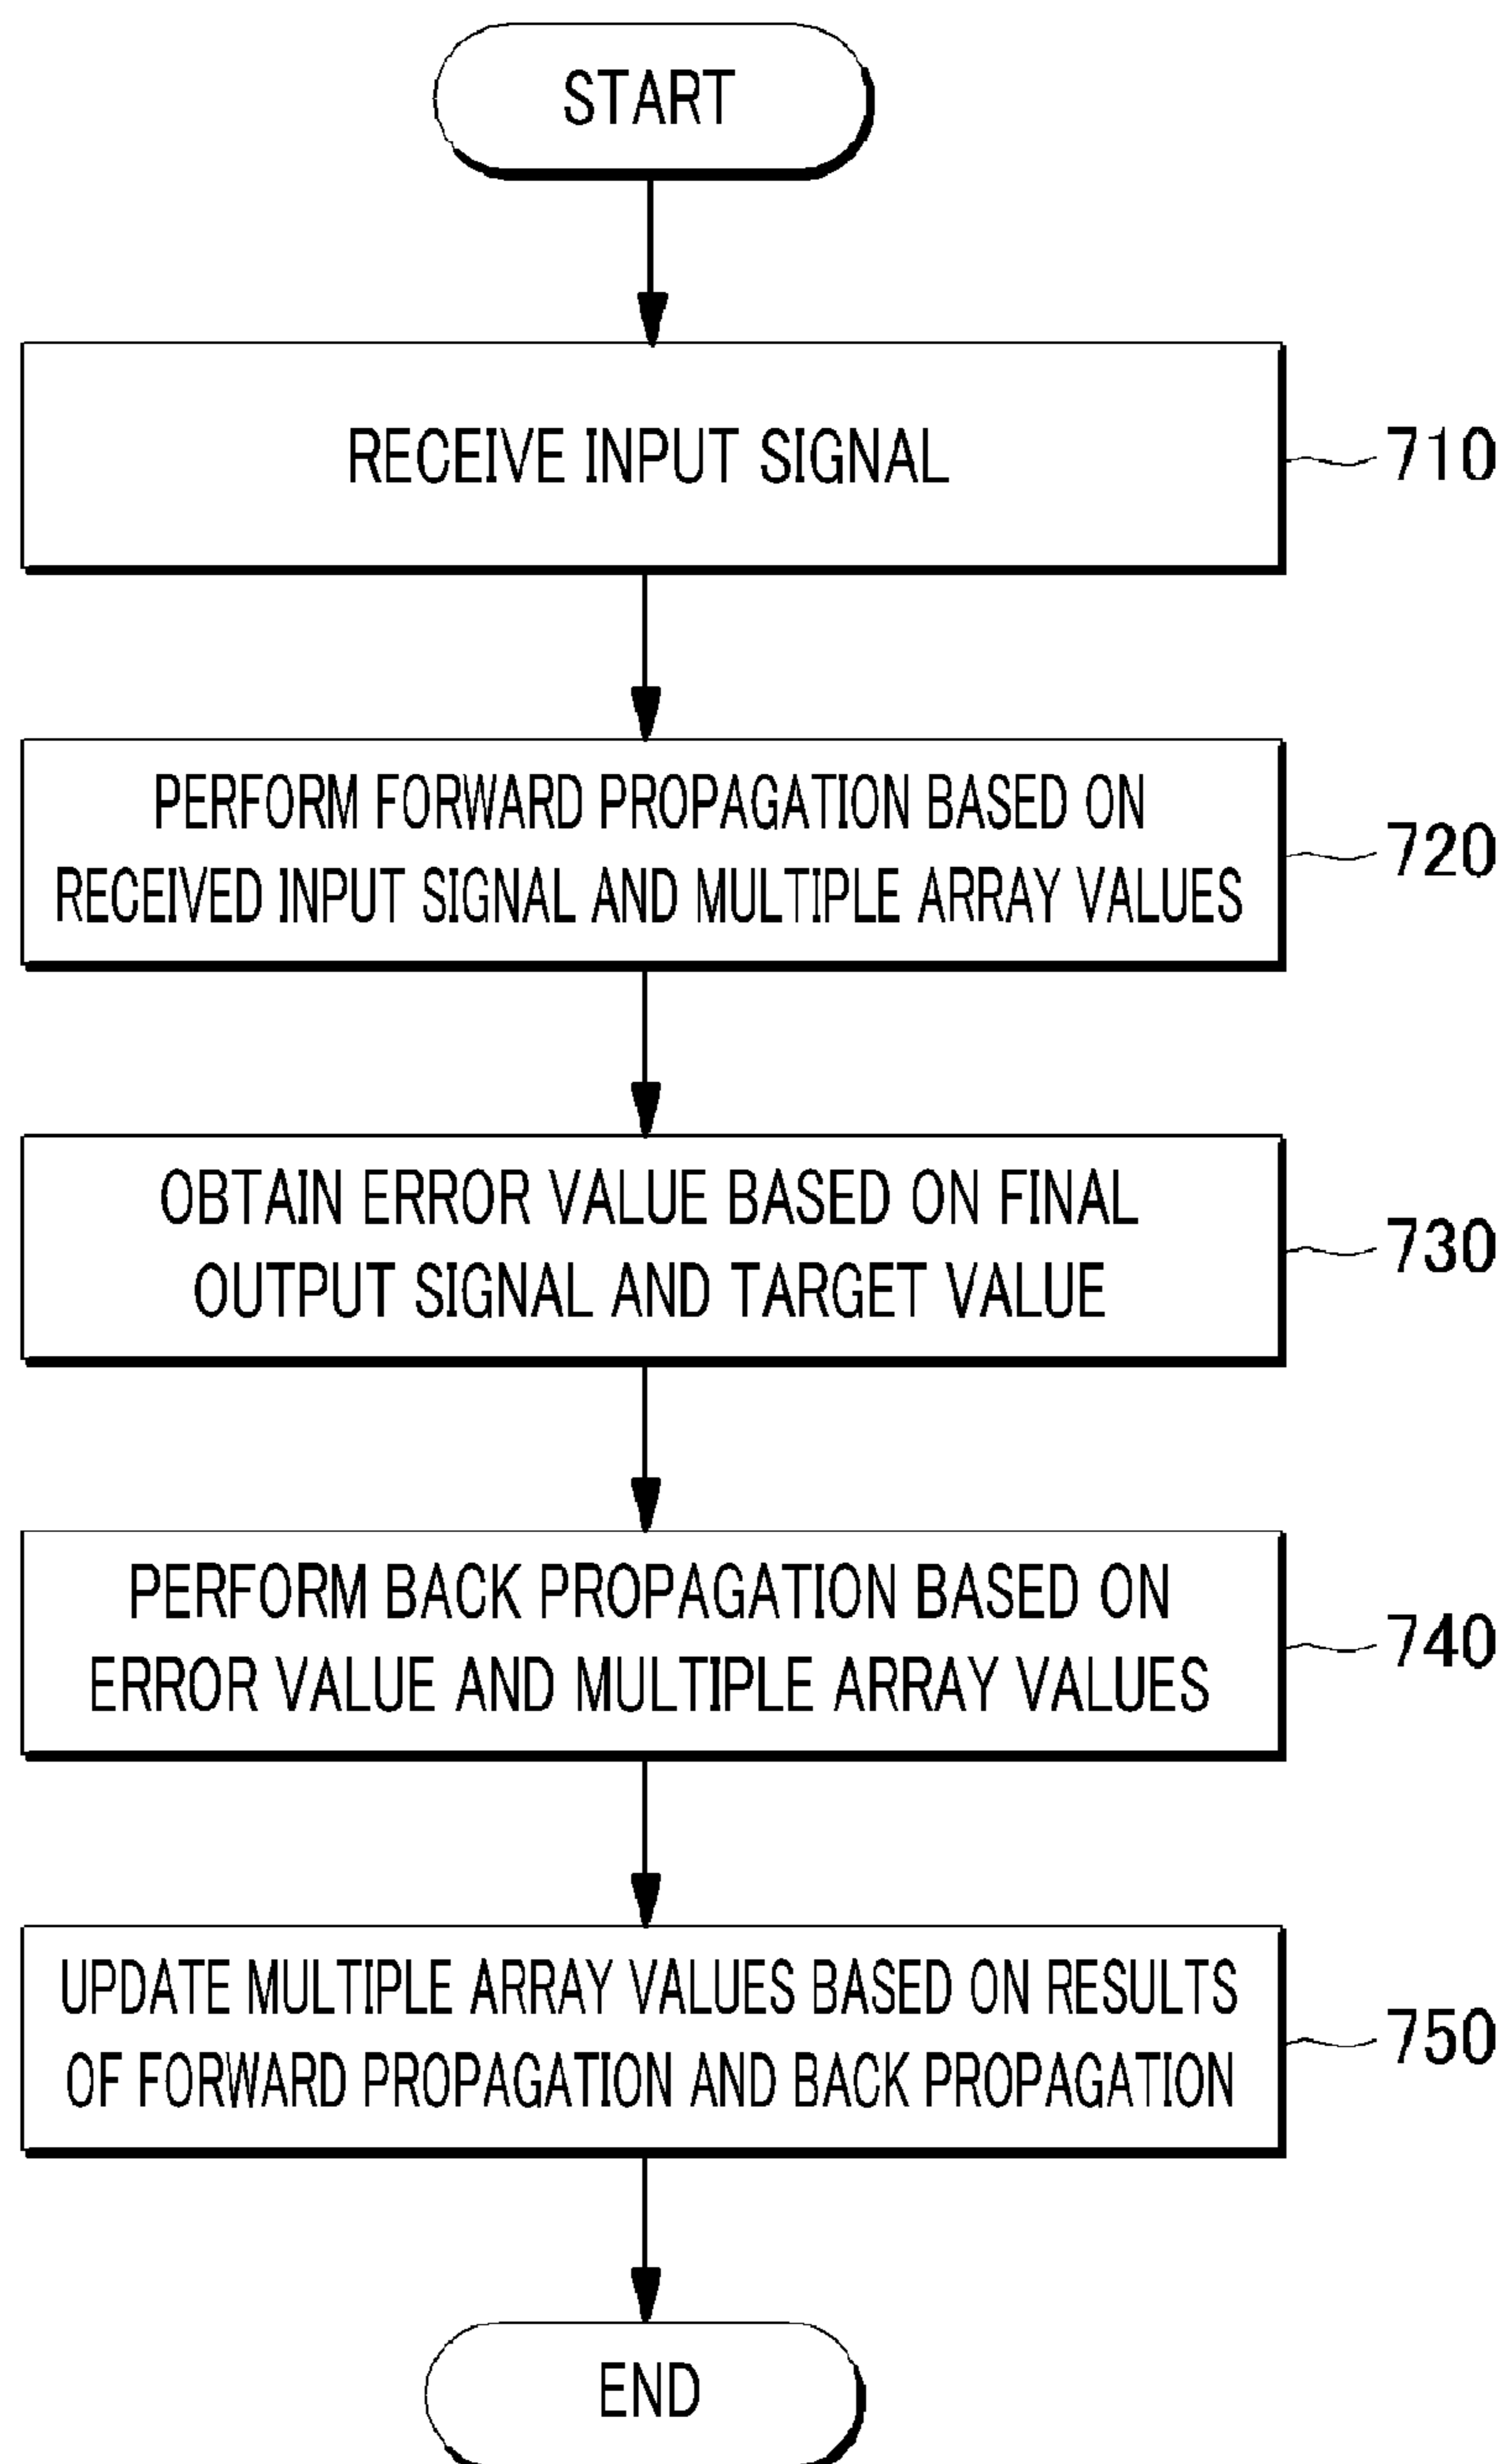 START
RECEIVE INPUT SIGNAL
710
PERFORM FORWARD PROPAGATION BASED ON
RECEIVED INPUT SIGNAL AND MULTIPLE ARRAY VALUES
720
OBTAIN ERROR VALUE BASED ON FINAL
OUTPUT SIGNAL AND TARGET VALUE
730
PERFORM BACK PROPAGATION BASED ON
ERROR VALUE AND MULTIPLE ARRAY VALUES
740
UPDATE MULTIPLE ARRAY VALUES BASED ON RESULTS
OF FORWARD PROPAGATION AND BACK PROPAGATION
750
END